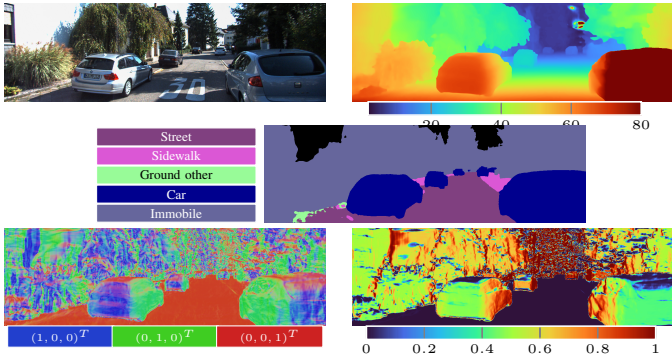 30
20 40 60 80
Street
Sidewalk
Ground other
Car
Immobile
(1, 0, 0)^T (0, 1, 0)^T (0, 0, 1)^T
0 0.2 0.4 0.6 0.8 1